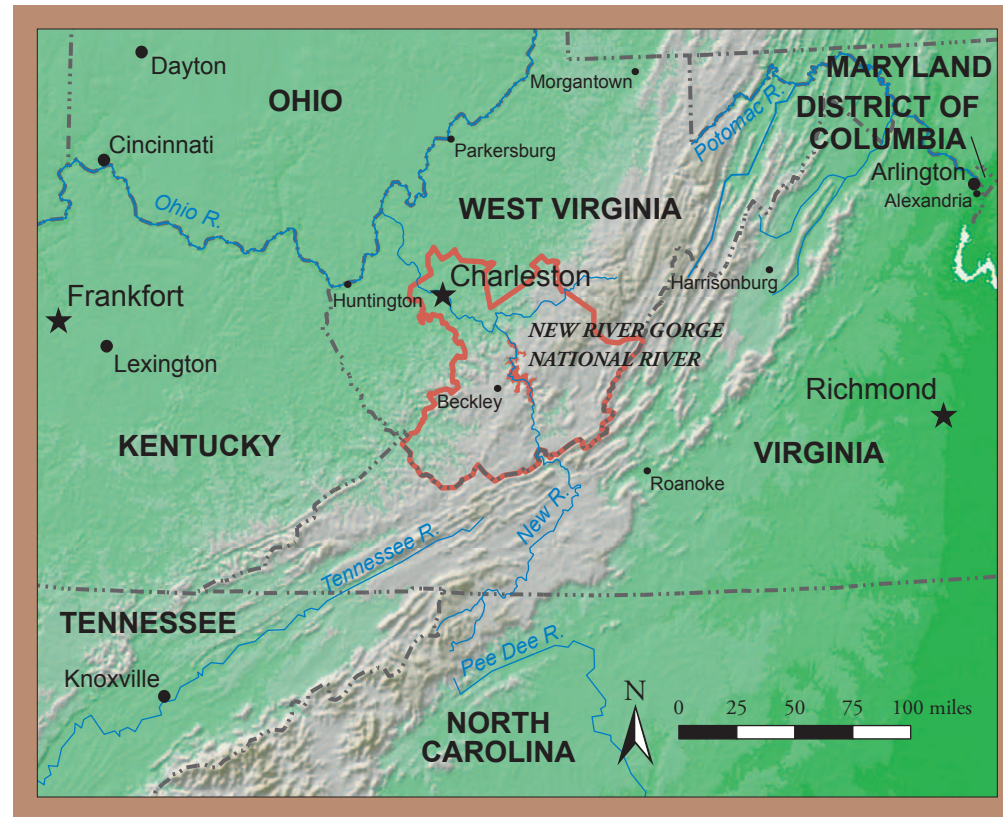 Dayton
OHIO
Morgantown
MARYLAND
Potomac R.
DISTRICT OF
COLUMBIA
Cincinnati
Parkersburg
Arlington
Alexandria
Ohio R.
WEST VIRGINIA
Charleston
Harrisonburg
Frankfort
Huntington
NEW RIVER GORGE
NATIONAL RIVER
Lexington
Beckley
Richmond
KENTUCKY
VIRGINIA
Roanoke
New R.
Tennessee R.
TENNESSEE
Pee Dee R.
Knoxville
N
0 25 50 75 100 miles
NORTH
CAROLINA